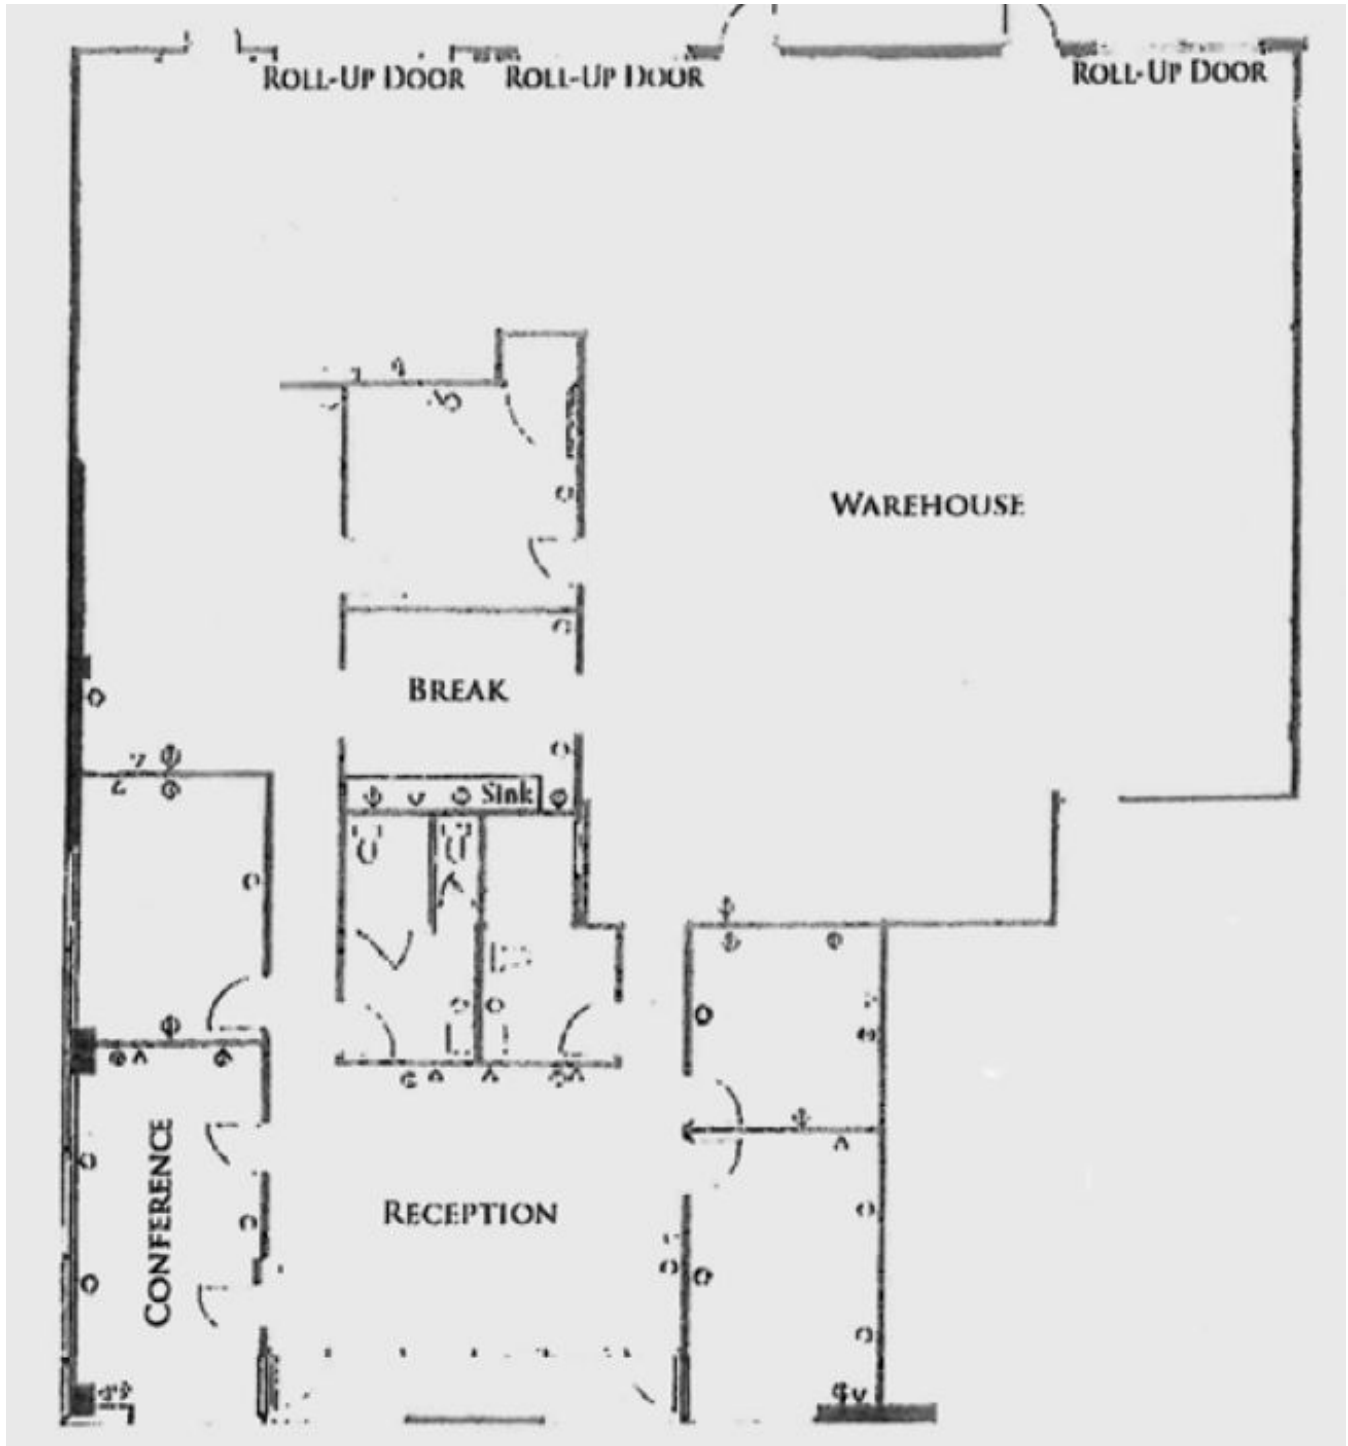 ROLL-UP DOOR
ROLL-UP DOOR
ROLL-UP DOOR
WAREHOUSE
BREAK
Sink
CONFERENCE
RECEPTION